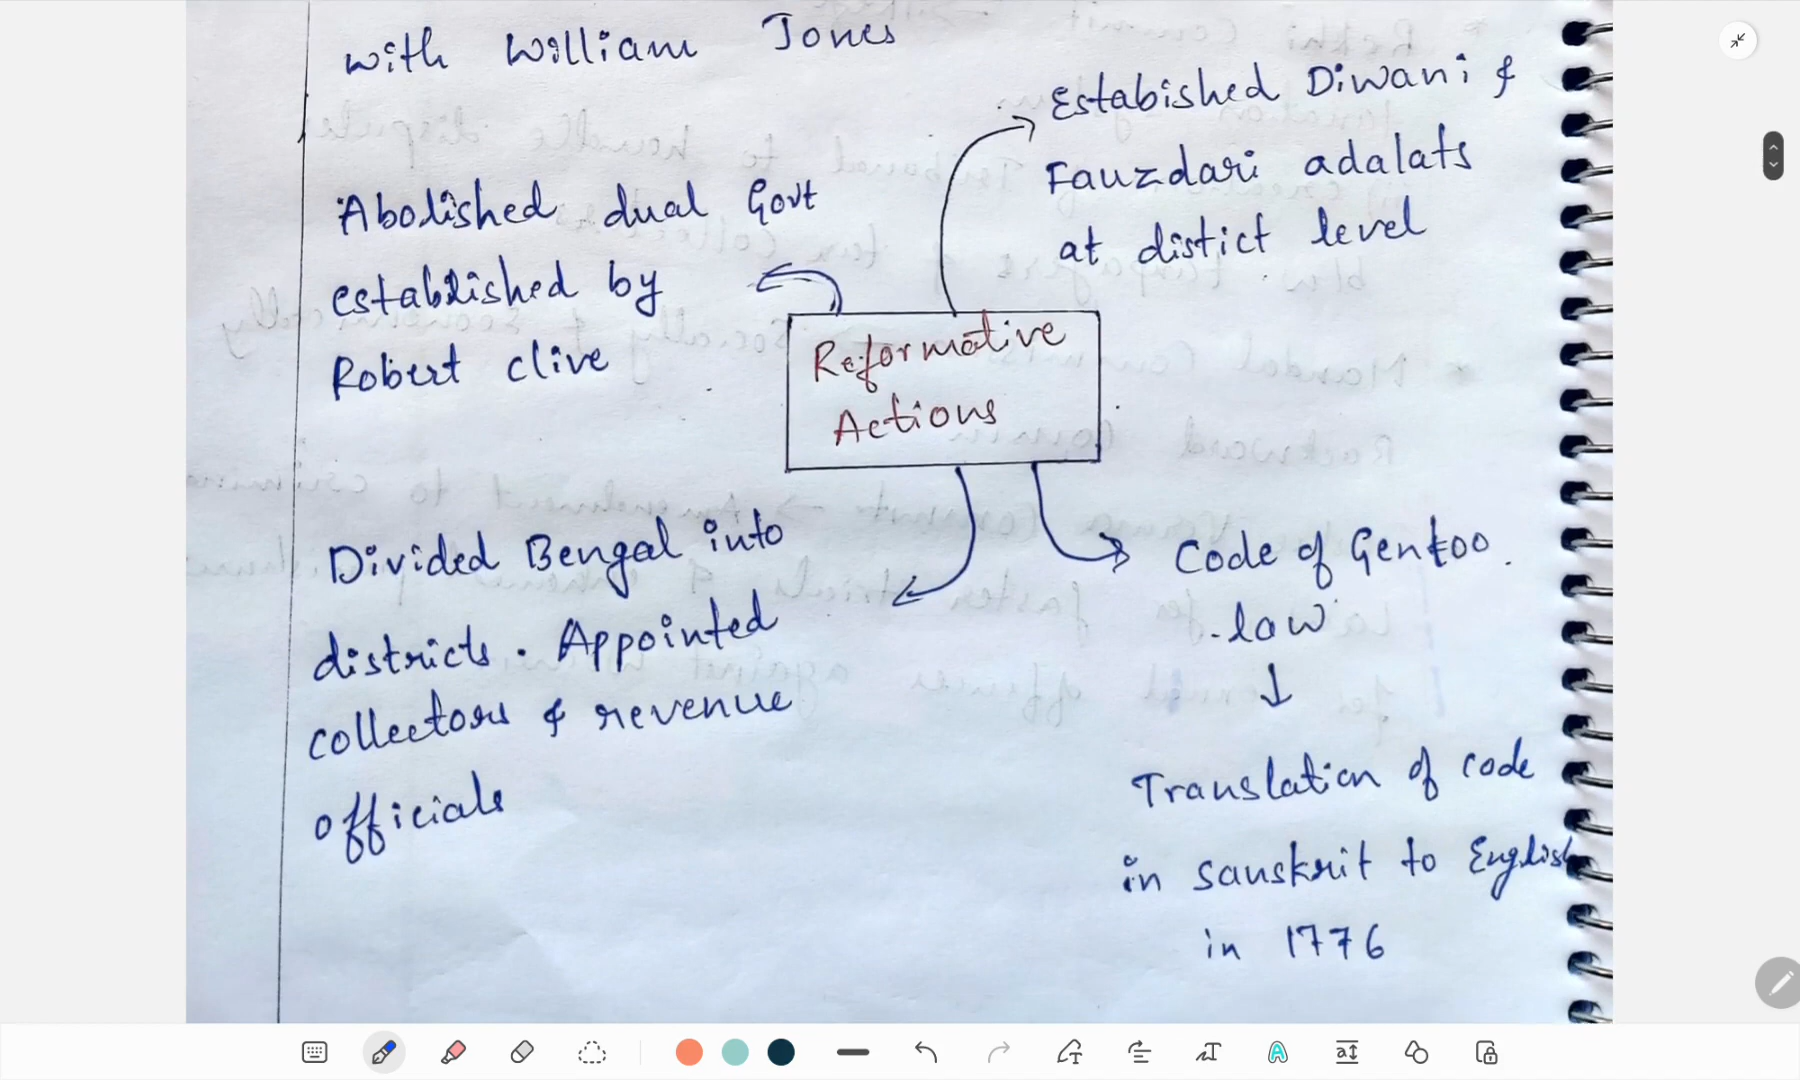 with William Jones
Estabished Diwani &
Fauzdari adalats
at distict level
Abolished dual Govt
established by
Robert clive
Reformative
Actions
Divided Bengal into
districts. Appointed
collectors & revenue
officials
Code of Gentoo
law
↓
Translation of code
in sanskrit to English
in 1776